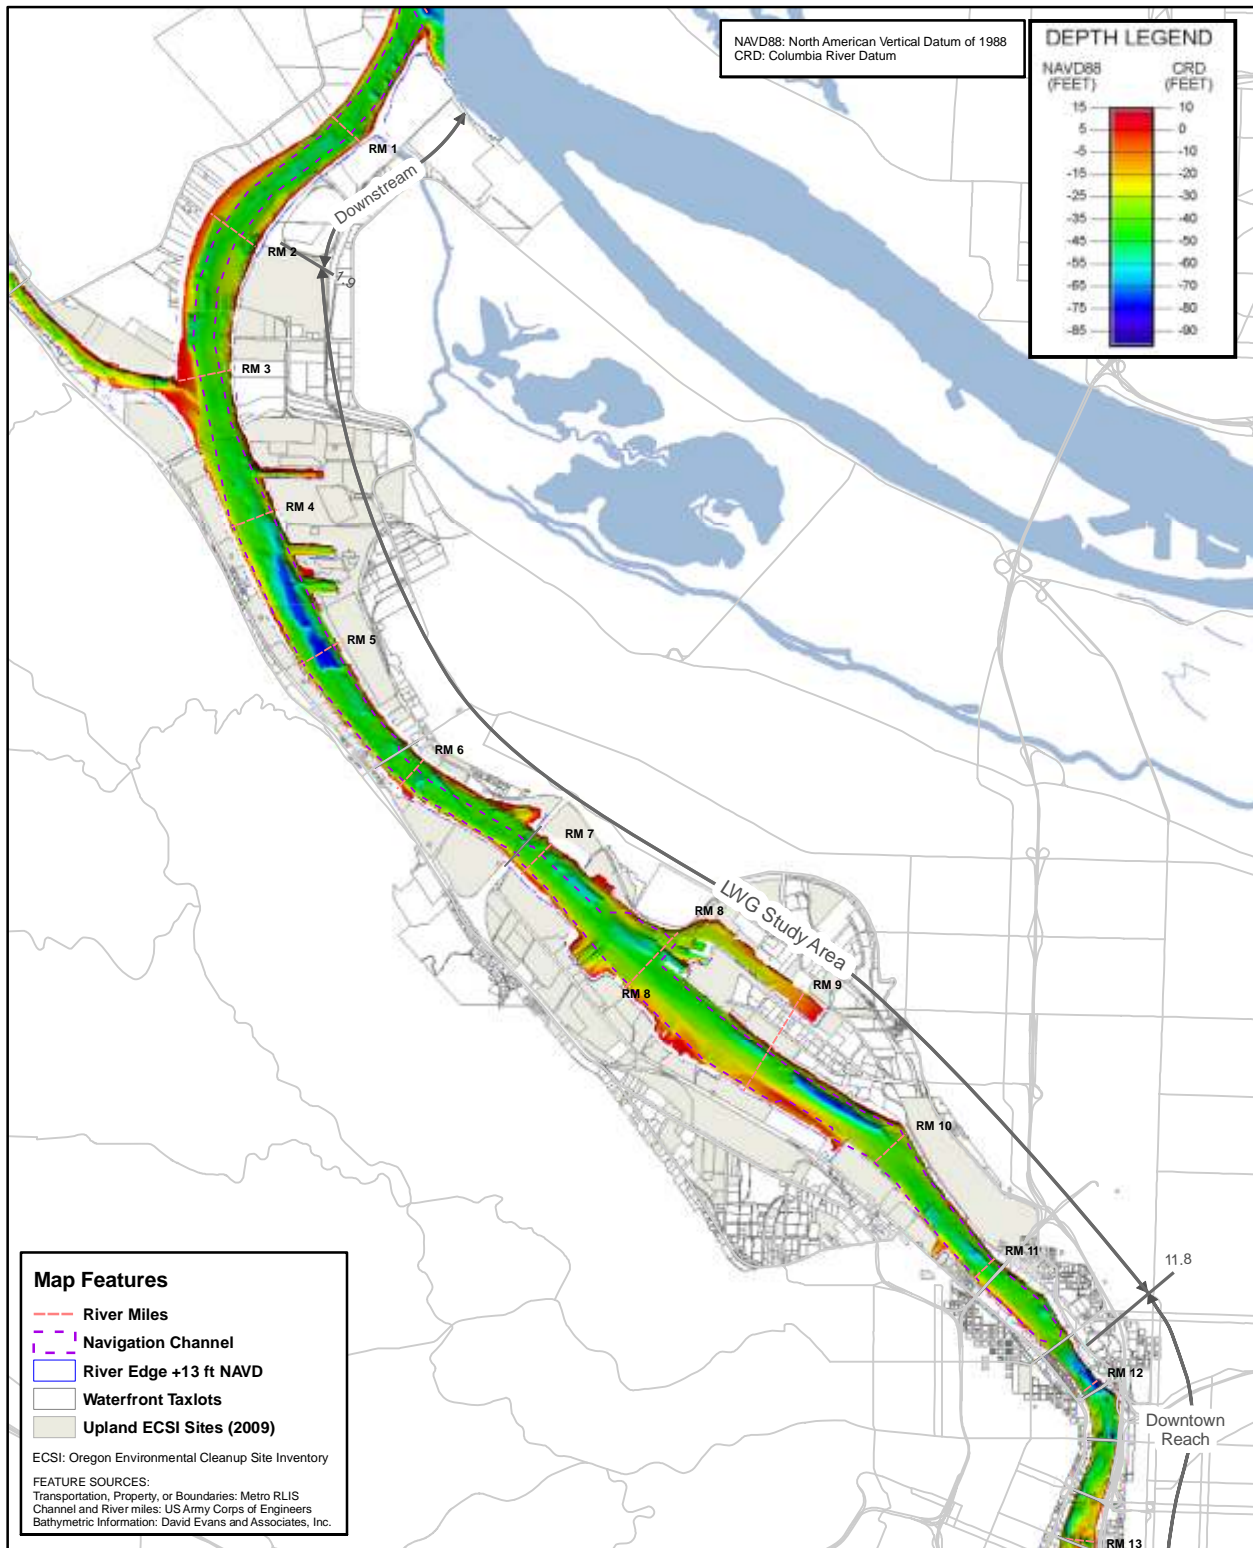 NAVD88: North American Vertical Datum of 1988
CRD: Columbia River Datum
DEPTH LEGEND
NAVD88 CRD
(FEET) (FEET)
15 10
5 0
-5 -10
-15 -20
-25 -30
-35 -40
-45 -50
-55 -60
-65 -70
-75 -80
-85 -90
RM 1
Downstream
RM 2
1.9
RM 3
RM 4
RM 5
RM 6
RM 7
RM 8
LWG Study Area
RM 9
RM 8
RM 10
RM 11
11.8
RM 12
Downtown
Reach
RM 13
Map Features
River Miles
Navigation Channel
River Edge +13 ft NAVD
Waterfront Taxlots
Upland ECSI Sites (2009)
ECSI: Oregon Environmental Cleanup Site Inventory
FEATURE SOURCES:
Transportation, Property, or Boundaries: Metro RLIS
Channel and River miles: US Army Corps of Engineers
Bathymetric Information: David Evans and Associates, Inc.